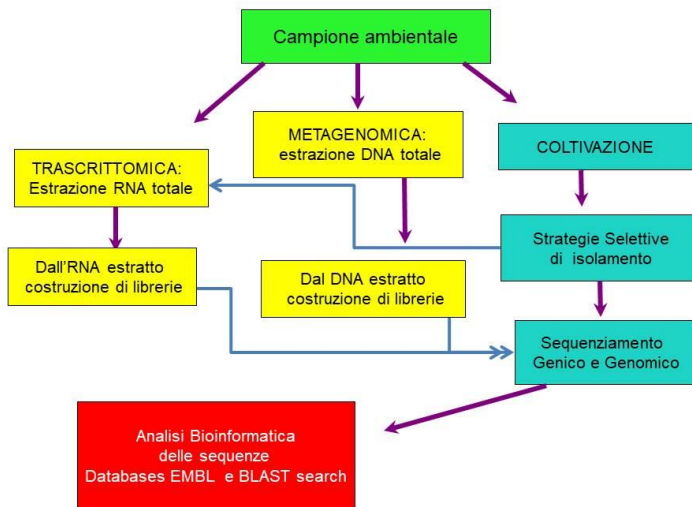 Campione ambientale
METAGENOMICA:
estrazione DNA totale
COLTIVAZIONE
TRASCRITTOMICA:
Estrazione RNA totale
Strategie Selettive
di isolamento
Dall'RNA estratto
costruzione di librerie
Dal DNA estratto
costruzione di librerie
Sequenziamento
Genico e Genomico
Analisi Bioinformatica
delle sequenze
Databases EMBL e BLAST search